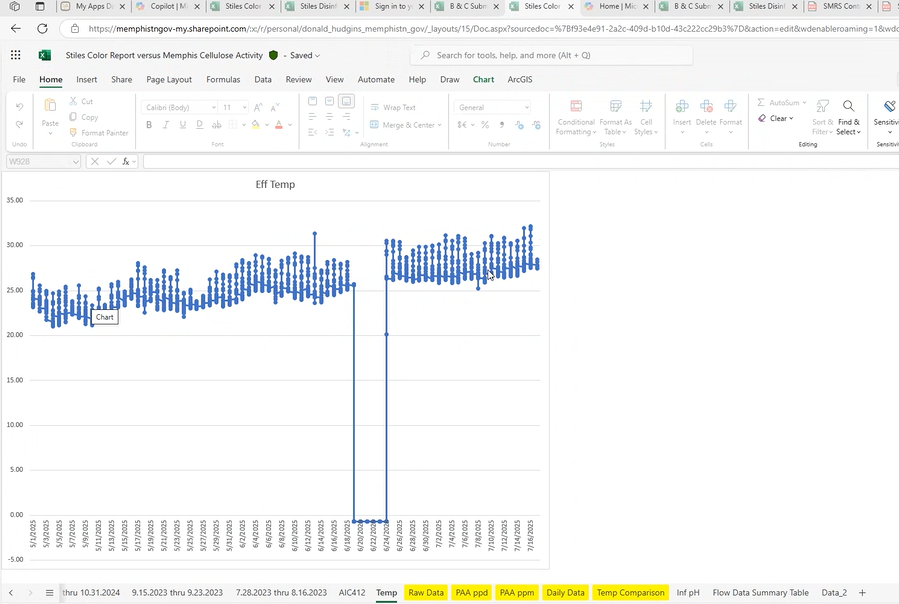 My Apps Da
Copilot | Mi
Stiles Color
Stiles Disinf
Sign in to y
B & C Subm
Stiles Color
Home | Mic
B & C Subm
Stiles Disinf
SMRS Cont
https://memphistngov-my.sharepoint.com/:x:/r/personal/donald_hudgins_memphistn_gov/_layouts/15/Doc.aspx?sourcedoc=%7Bf93e4e91-2a2c-409d-b10d-43c222cc29b3%7D&action=edit&wdenableroaming=1&wdo
Stiles Color Report versus Memphis Cellulose Activity - Saved
Search for tools, help, and more (Alt + Q)
File Home Insert Share Page Layout Formulas Data Review View Automate Help Draw Chart ArcGIS
Paste
Cut
Copy
Format Painter
Calibri (Body) 11
B I U D
Wrap Text
Merge & Center
General
Conditional Formatting
Format As Table
Cell Styles
Insert Delete Format
AutoSum
Clear
Sort & Filter
Find & Select
Sensitiv
Undo Clipboard Font Alignment Number Styles Cells Editing Sensitiv
W928 fx
Eff Temp
35.00
30.00
25.00
20.00
15.00
10.00
5.00
0.00
-5.00
Chart
5/1/2025 5/3/2025 5/5/2025 5/7/2025 5/9/2025 5/11/2025 5/13/2025 5/15/2025 5/17/2025 5/19/2025 5/21/2025 5/23/2025 5/25/2025 5/27/2025 5/29/2025 5/31/2025 6/2/2025 6/4/2025 6/6/2025 6/8/2025 6/10/2025 6/12/2025 6/14/2025 6/16/2025 6/18/2025 6/20/2025 6/22/2025 6/24/2025 6/26/2025 6/28/2025 6/30/2025 7/2/2025 7/4/2025 7/6/2025 7/8/2025 7/10/2025 7/12/2025 7/14/2025 7/16/2025
thru 10.31.2024 9.15.2023 thru 9.23.2023 7.28.2023 thru 8.16.2023 AIC412 Temp Raw Data PAA ppd PAA ppm Daily Data Temp Comparison Inf pH Flow Data Summary Table Data_2